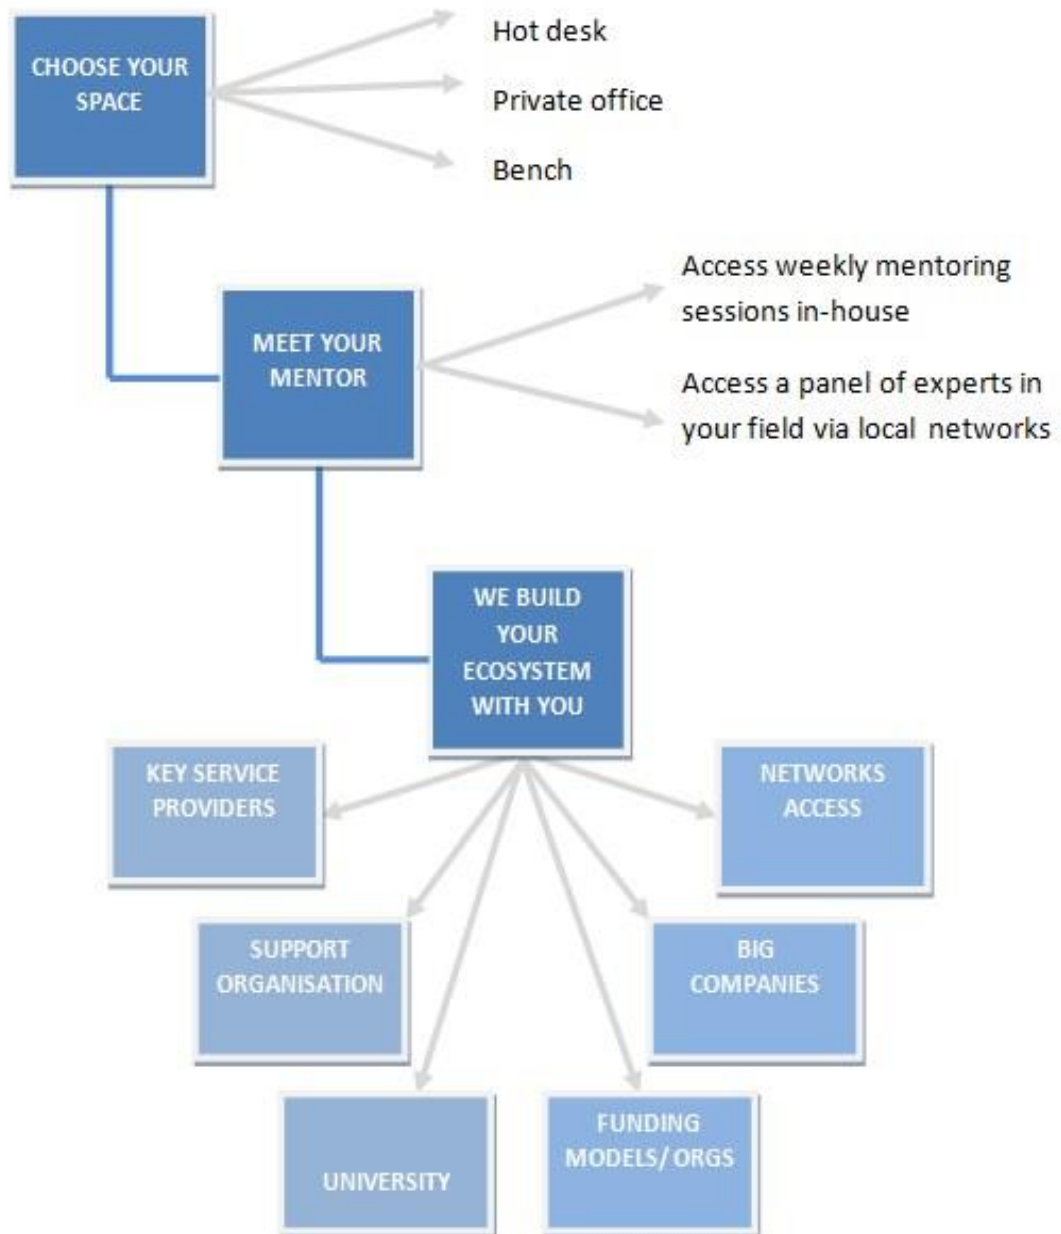 CHOOSE YOUR
SPACE
Hot desk
Private office
Bench
MEET YOUR
MENTOR
Access weekly mentoring
sessions in-house
Access a panel of experts in
your field via local networks
WE BUILD
YOUR
ECOSYSTEM
WITH YOU
KEY SERVICE
PROVIDERS
NETWORKS
ACCESS
SUPPORT
ORGANISATION
BIG
COMPANIES
UNIVERSITY
FUNDING
MODELS/ ORGS